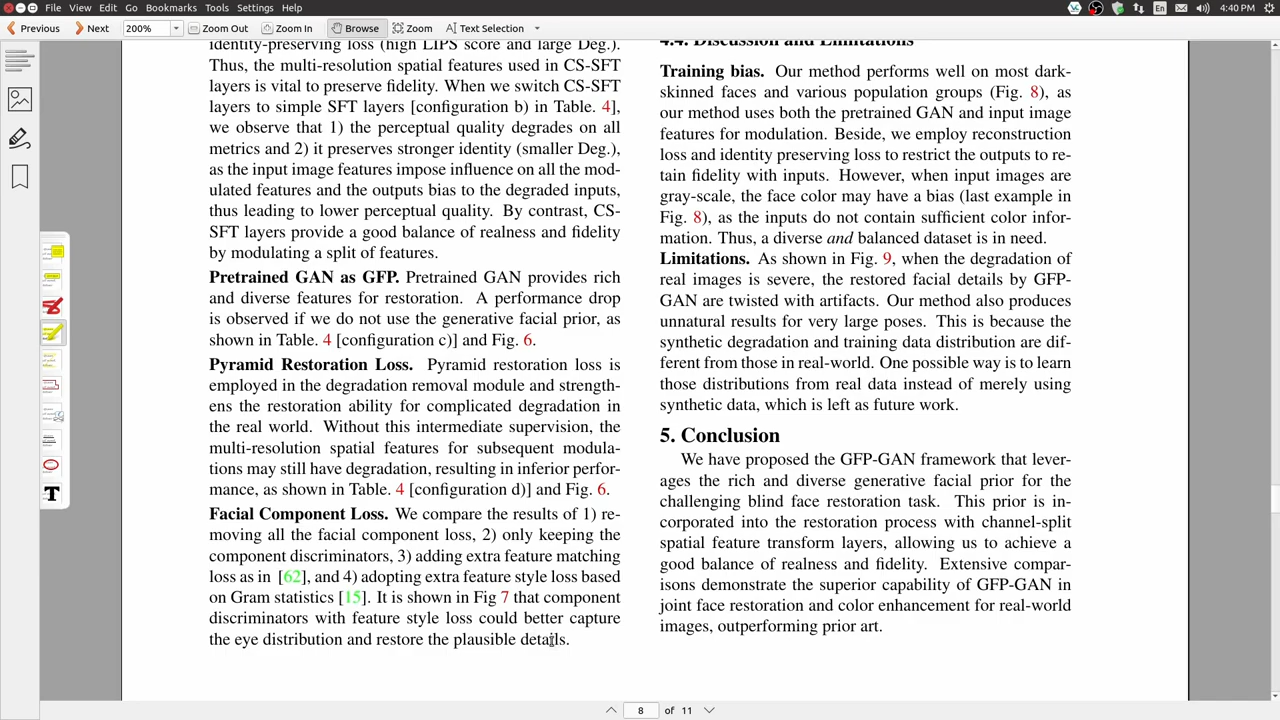 File Edit View Go Bookmarks Tools Settings Help
En 4:40 PM
Previous Next 200% Zoom Out Zoom In Browse Zoom Text Selection
identity-preserving loss (high LIPS score and large Deg.).
Thus, the multi-resolution spatial features used in CS-SFT
layers is vital to preserve fidelity. When we switch CS-SFT
layers to simple SFT layers [configuration b) in Table. 4],
we observe that 1) the perceptual quality degrades on all
metrics and 2) it preserves stronger identity (smaller Deg.),
as the input image features impose influence on all the mod-
ulated features and the outputs bias to the degraded inputs,
thus leading to lower perceptual quality. By contrast, CS-
SFT layers provide a good balance of realness and fidelity
by modulating a split of features.
Pretrained GAN as GFP. Pretrained GAN provides rich
and diverse features for restoration. A performance drop
is observed if we do not use the generative facial prior, as
shown in Table. 4 [configuration c)] and Fig. 6.
Pyramid Restoration Loss. Pyramid restoration loss is
employed in the degradation removal module and strength-
ens the restoration ability for complicated degradation in
the real world. Without this intermediate supervision, the
multi-resolution spatial features for subsequent modula-
tions may still have degradation, resulting in inferior perfor-
mance, as shown in Table. 4 [configuration d)] and Fig. 6.
Facial Component Loss. We compare the results of 1) re-
moving all the facial component loss, 2) only keeping the
component discriminators, 3) adding extra feature matching
loss as in [62], and 4) adopting extra feature style loss based
on Gram statistics [15]. It is shown in Fig 7 that component
discriminators with feature style loss could better capture
the eye distribution and restore the plausible details.
4.4. Discussion and Limitations
Training bias. Our method performs well on most dark-
skinned faces and various population groups (Fig. 8), as
our method uses both the pretrained GAN and input image
features for modulation. Beside, we employ reconstruction
loss and identity preserving loss to restrict the outputs to re-
tain fidelity with inputs. However, when input images are
gray-scale, the face color may have a bias (last example in
Fig. 8), as the inputs do not contain sufficient color infor-
mation. Thus, a diverse and balanced dataset is in need.
Limitations. As shown in Fig. 9, when the degradation of
real images is severe, the restored facial details by GFP-
GAN are twisted with artifacts. Our method also produces
unnatural results for very large poses. This is because the
synthetic degradation and training data distribution are dif-
ferent from those in real-world. One possible way is to learn
those distributions from real data instead of merely using
synthetic data, which is left as future work.
5. Conclusion
We have proposed the GFP-GAN framework that lever-
ages the rich and diverse generative facial prior for the
challenging blind face restoration task. This prior is in-
corporated into the restoration process with channel-split
spatial feature transform layers, allowing us to achieve a
good balance of realness and fidelity. Extensive compar-
isons demonstrate the superior capability of GFP-GAN in
joint face restoration and color enhancement for real-world
images, outperforming prior art.
T
8 of 11